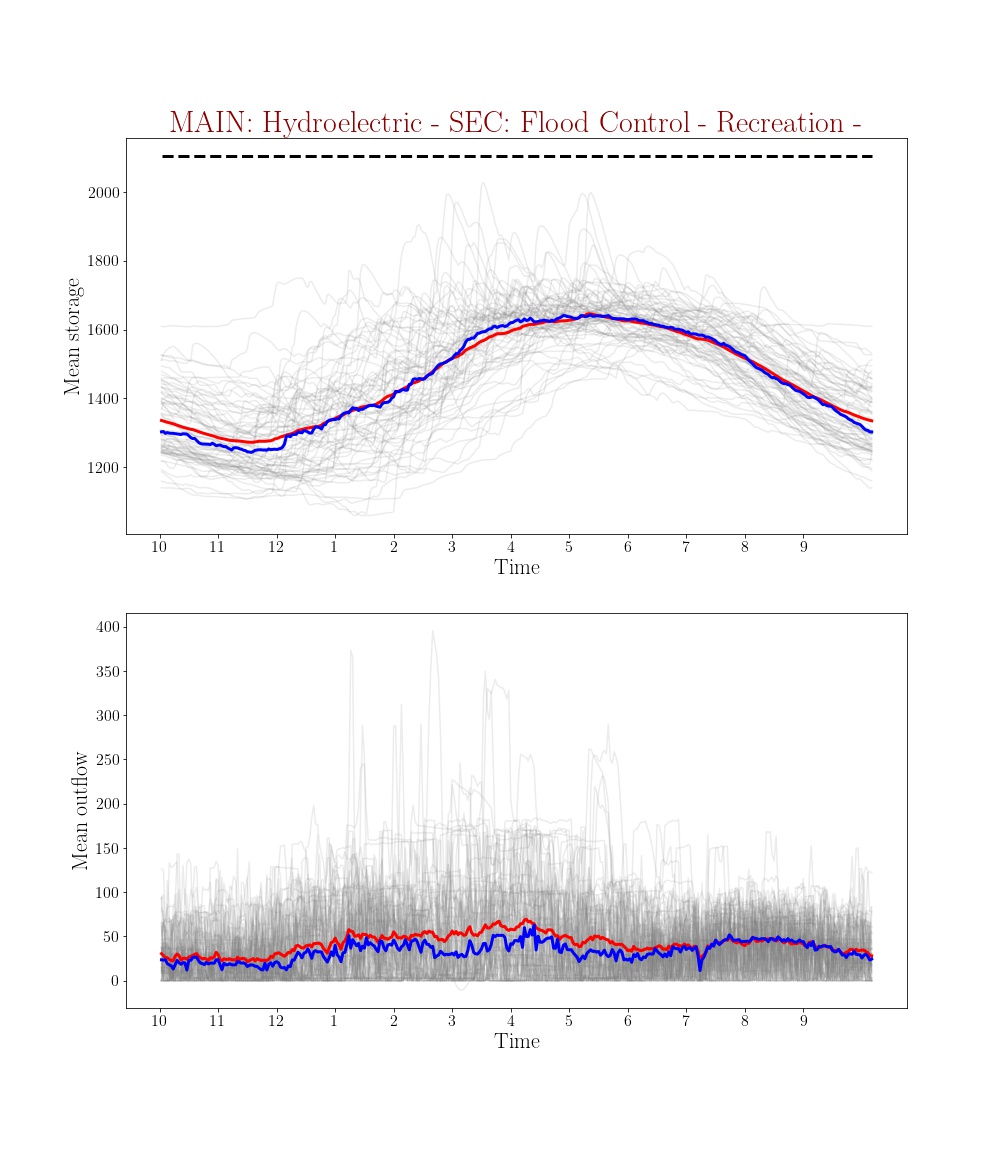 MAIN: Hydroelectric - SEC: Flood Control - Recreation -
2000
1800
1600
1400
1200
Mean storage
10 11 12 1 2 3 4 5 6 7 8 9
Time
400
350
300
250
200
150
100
50
0
Mean outflow
10 11 12 1 2 3 4 5 6 7 8 9
Time